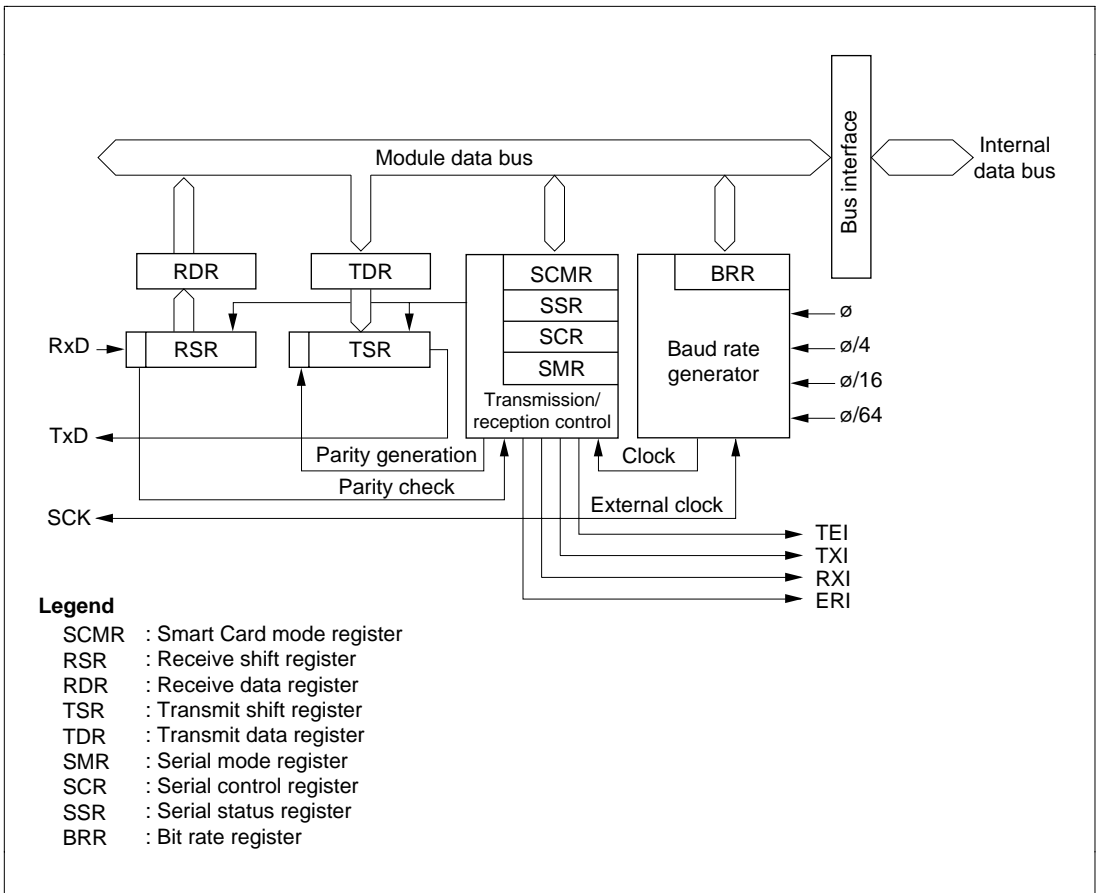 Bus interface
Internal
data bus
Module data bus
RDR
TDR
SCMR
SSR
SCR
SMR
Transmission/
reception control
BRR
Baud rate
generator
ø
ø/4
ø/16
ø/64
RxD
RSR
TSR
TxD
Parity generation
Parity check
Clock
External clock
SCK
TEI
TXI
RXI
ERI
Legend
SCMR : Smart Card mode register
RSR : Receive shift register
RDR : Receive data register
TSR : Transmit shift register
TDR : Transmit data register
SMR : Serial mode register
SCR : Serial control register
SSR : Serial status register
BRR : Bit rate register